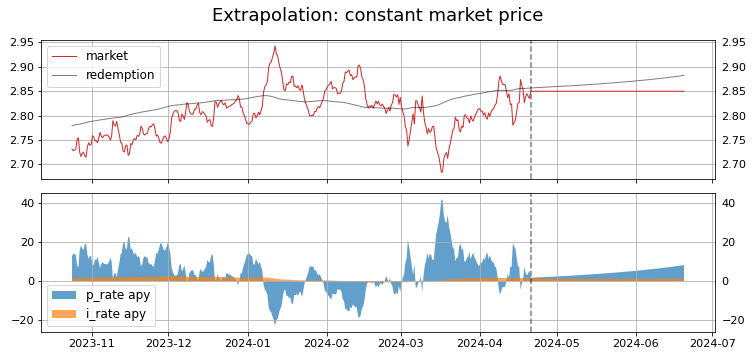 Extrapolation: constant market price
2.95 2.95
2.90 2.90
2.85 2.85
2.80 2.80
2.75 2.75
2.70 2.70
market
redemption
40 40
20 20
0 0
−20 −20
p_rate apy
i_rate apy
2023-11 2023-12 2024-01 2024-02 2024-03 2024-04 2024-05 2024-06 2024-07